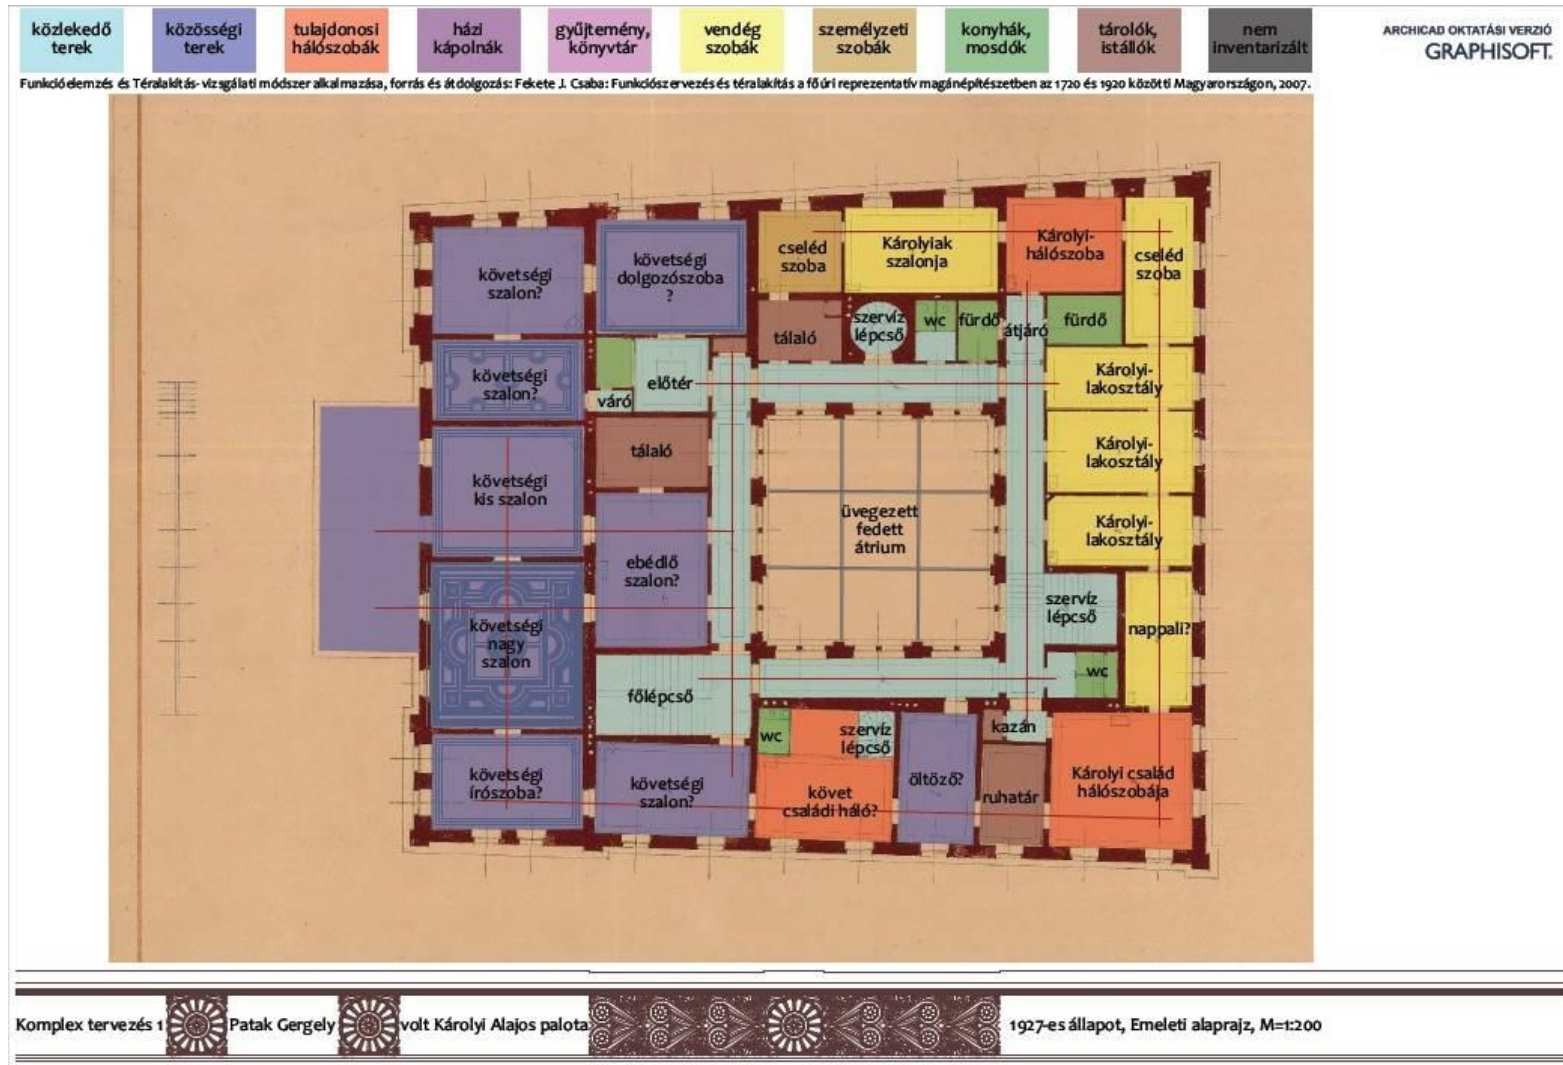 közlekedő
terek
közösségi
terek
tulajdonosi
hálószobák
házi
kápolnák
gyűjtemény,
könyvtár
vendég
szobák
személyzeti
szobák
konyhák,
mosdók
tárolók,
istállók
nem
inventarizált
ARCHICAD OKTATÁSI VERZIÓ
GRAPHISOFT.
Funkcióelemzés és Téralakítás- vizsgálati módszer alkalmazása, forrás és átdolgozás: Fekete J. Csaba: Funkciószervezés és téralakítás a főúri reprezentatív magánépítészetben az 1720 és 1920 közötti Magyarországon, 2007.
követségi
szalon?
követségi
dolgozószoba
?
cseléd
szoba
Károlyiak
szalonja
Károlyi-
hálószoba
cseléd
szoba
tálaló
szervíz
lépcső
wc
fürdő
átjáró
fürdő
követségi
szalon?
váró
előtér
Károlyi-
lakosztály
követségi
kis szalon
tálaló
Károlyi-
lakosztály
üvegezett
fedett
átrium
Károlyi-
lakosztály
ebédlő
szalon?
követségi
nagy
szalon
szervíz
lépcső
nappali?
főlépcső
wc
wc
szervíz
lépcső
kazán
követségi
írószoba?
követségi
szalon?
követ
családi háló?
öltöző?
ruhatár
Károlyi család
hálószobája
Komplex tervezés 1
Patak Gergely
volt Károlyi Alajos palota
1927-es állapot, Emeleti alaprajz, M=1:200